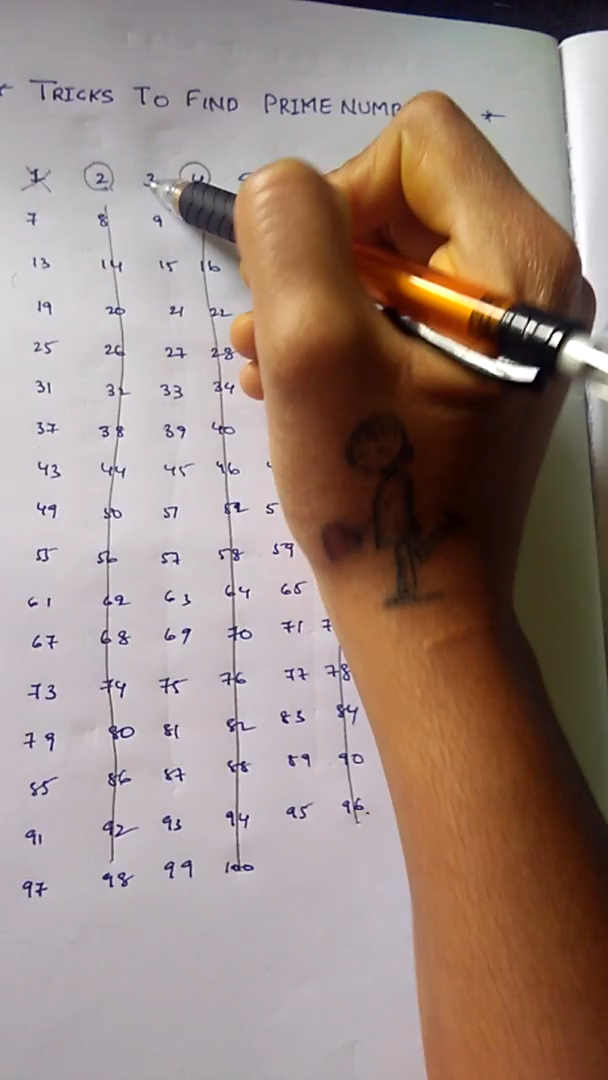 * TRICKS TO FIND PRIME NUMB *
1 2 3 4
7 8 9
13 14 15 16
19 20 21 22
25 26 27 28
31 32 33 34
37 38 39 40
43 44 45 46
49 50 51 52 5
55 56 57 58 59
61 62 63 64 65
67 68 69 70 71 7
73 74 75 76 77 78
79 80 81 82 83 84
85 86 87 88 89 90
91 92 93 94 95 96.
97 98 99 100